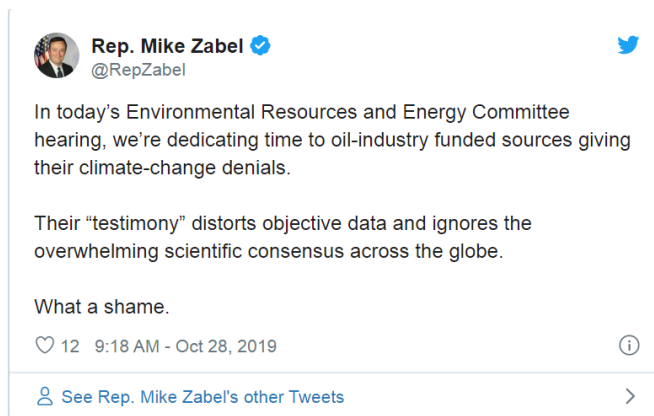 Rep. Mike Zabel
@RepZabel
In today’s Environmental Resources and Energy Committee
hearing, we’re dedicating time to oil-industry funded sources giving
their climate-change denials.
Their “testimony” distorts objective data and ignores the
overwhelming scientific consensus across the globe.
What a shame.
12 9:18 AM - Oct 28, 2019
See Rep. Mike Zabel's other Tweets